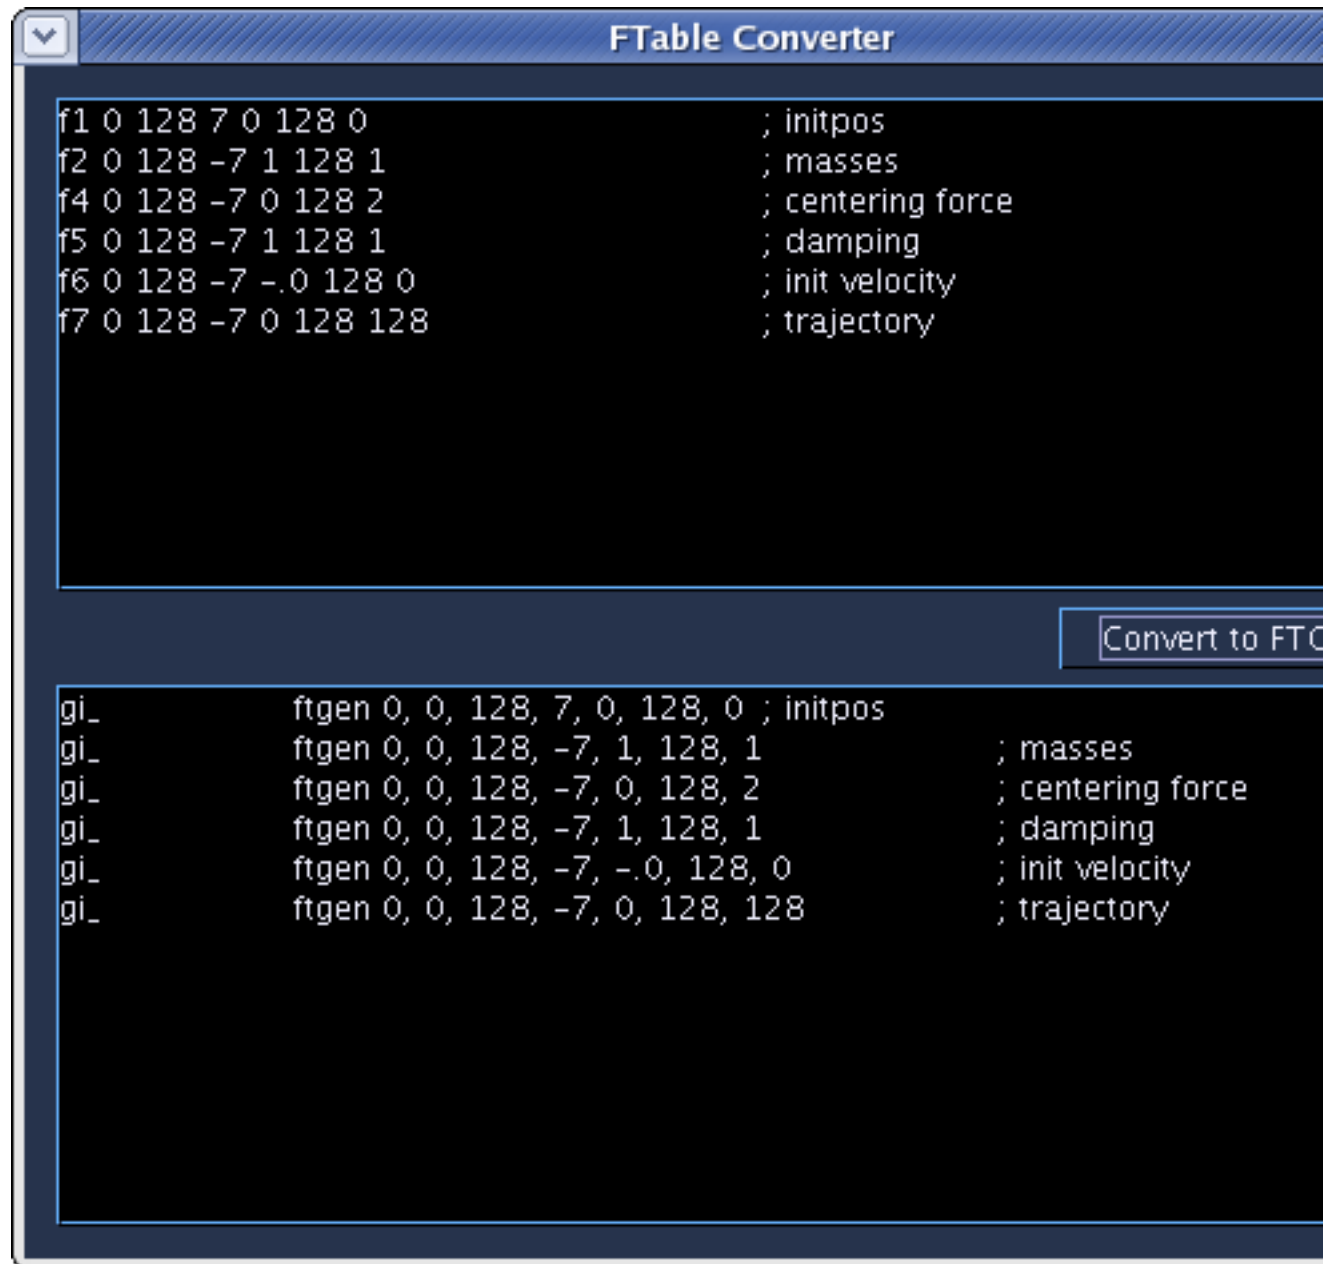 FTable Converter
f1 0 128 7 0 128 0 ; initpos
f2 0 128 -7 1 128 1 ; masses
f4 0 128 -7 0 128 2 ; centering force
f5 0 128 -7 1 128 1 ; damping
f6 0 128 -7 -.0 128 0 ; init velocity
f7 0 128 -7 0 128 128 ; trajectory
Convert to FT
gi_ ftgen 0, 0, 128, 7, 0, 128, 0 ; initpos
gi_ ftgen 0, 0, 128, -7, 1, 128, 1 ; masses
gi_ ftgen 0, 0, 128, -7, 0, 128, 2 ; centering force
gi_ ftgen 0, 0, 128, -7, 1, 128, 1 ; damping
gi_ ftgen 0, 0, 128, -7, -.0, 128, 0 ; init velocity
gi_ ftgen 0, 0, 128, -7, 0, 128, 128 ; trajectory